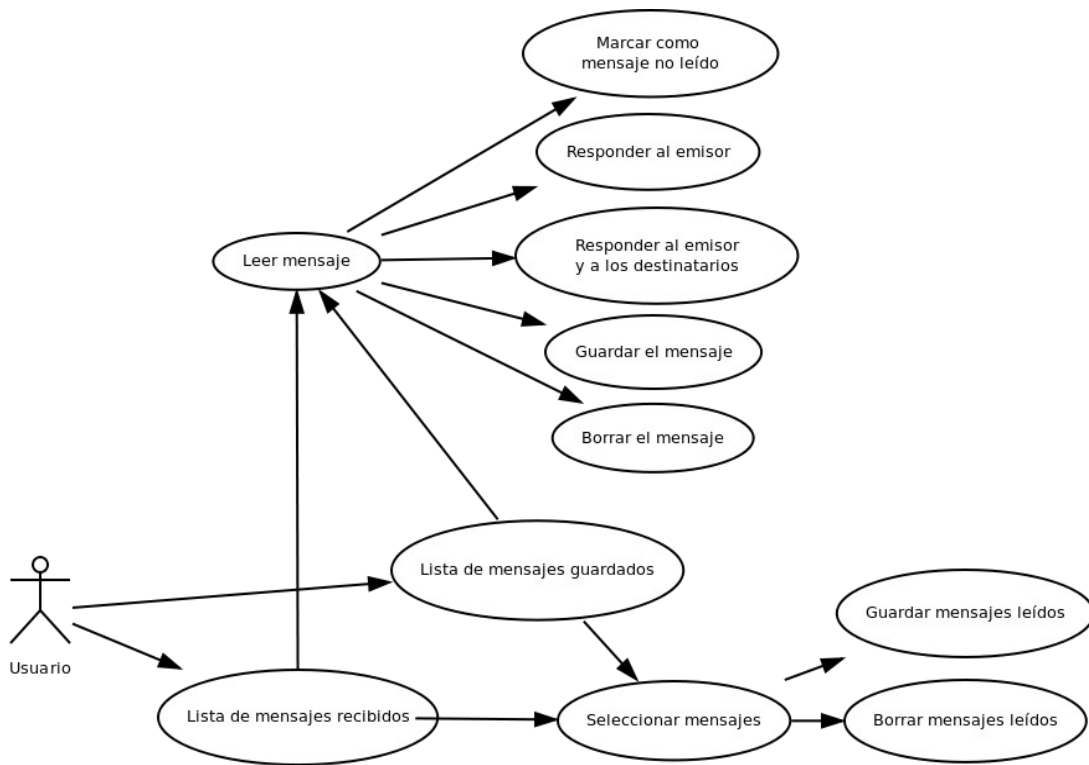 Marcar como
mensaje no leído
Responder al emisor
Responder al emisor
y a los destinatarios
Leer mensaje
Guardar el mensaje
Borrar el mensaje
Lista de mensajes guardados
Guardar mensajes leídos
Usuario
Lista de mensajes recibidos
Seleccionar mensajes
Borrar mensajes leídos